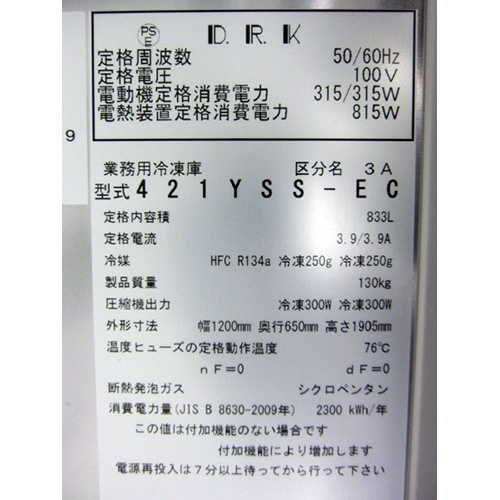 PS
E
D.R.K
定格周波数 50/60Hz
定格電圧 100V
電動機定格消費電力 315/315W
電熱装置定格消費電力 815W
9
業務用冷凍庫 区分名 3A
型式 421YSS-EC
定格内容積 833L
定格電流 3.9/3.9A
冷媒 HFC R134a 冷凍250g 冷凍250g
製品質量 130kg
圧縮機出力 冷凍300W 冷凍300W
外形寸法 幅1200mm 奥行650mm 高さ1905mm
温度ヒューズの定格動作温度 76℃
nF=0 dF=0
断熱発泡ガス シクロペンタン
消費電力量(JIS B 8630-2009年) 2300 kWh/年
この値は付加機能のない場合です
付加機能により増加します
電源再投入は7分以上待ってから行って下さい